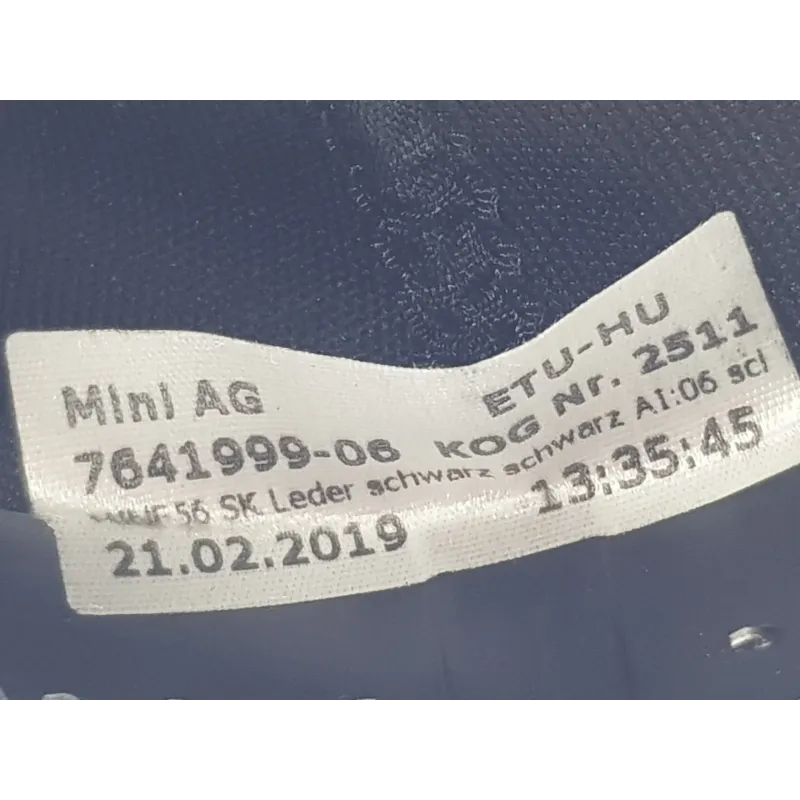 Mini AG ETU-HU
7641999-06 KOG Nr. 2511
56 SK Leder schwarz schwarz A1:06 scl
21.02.2019 13:35:45